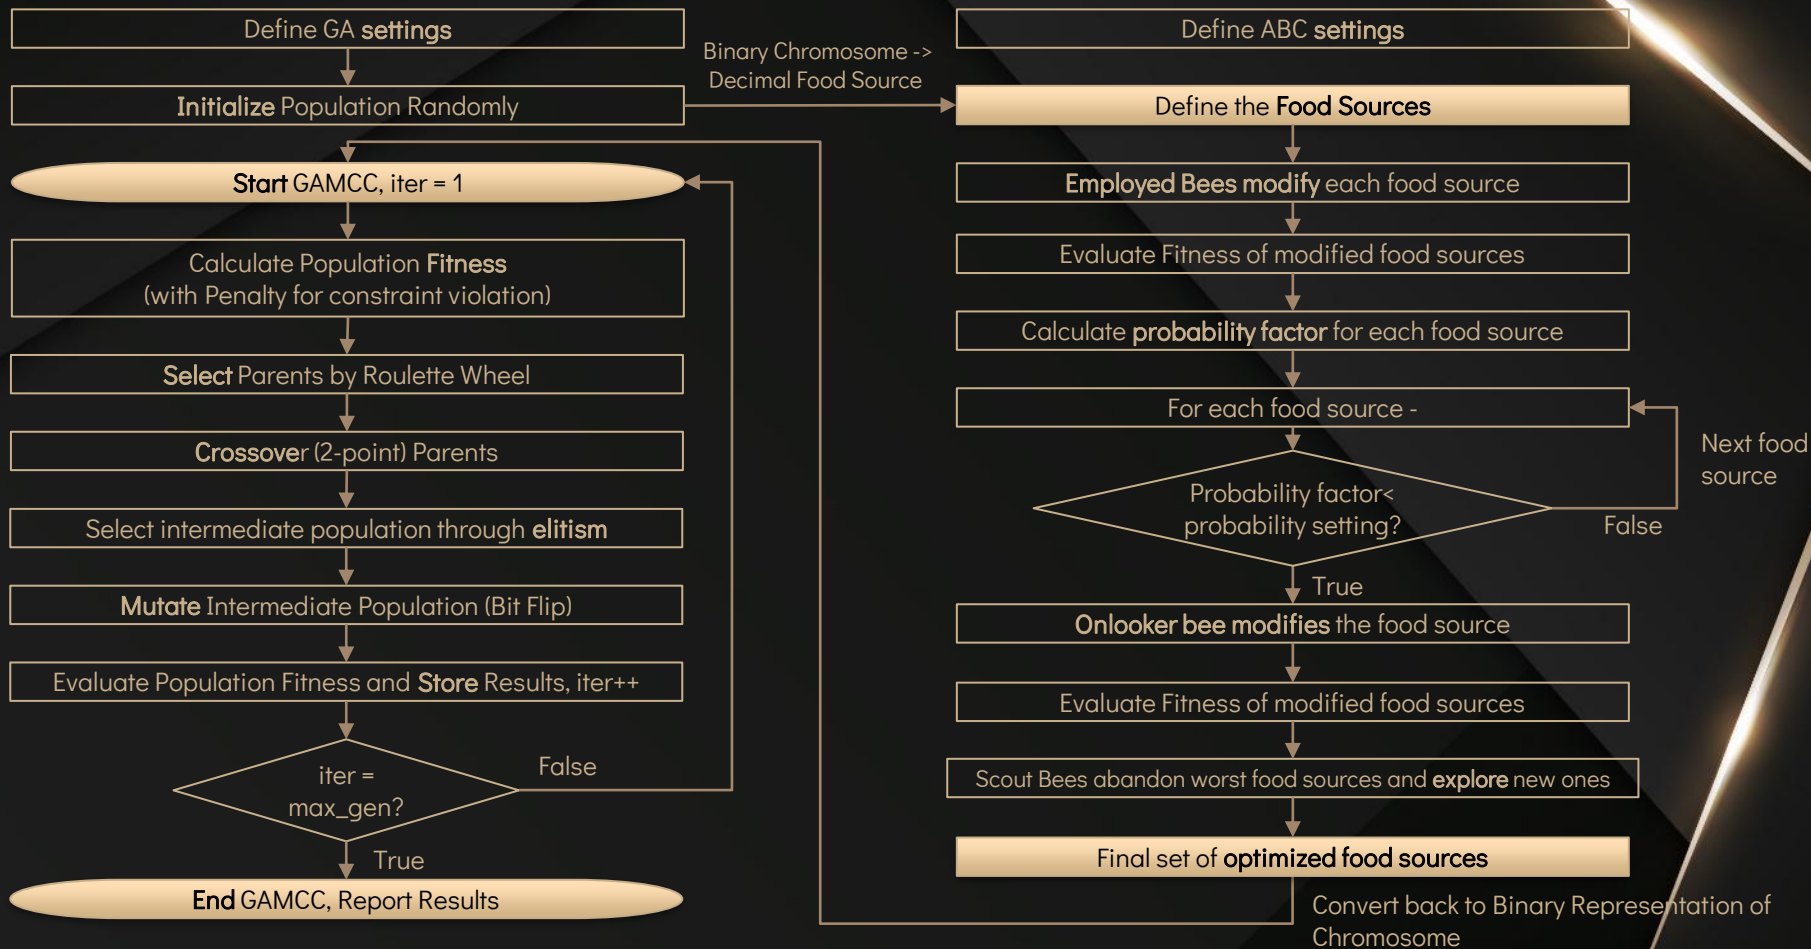 Define GA settings
Initialize Population Randomly
Start GAMCC, iter = 1
Calculate Population Fitness
(with Penalty for constraint violation)
Select Parents by Roulette Wheel
Crossover (2-point) Parents
Select intermediate population through elitism
Mutate Intermediate Population (Bit Flip)
Evaluate Population Fitness and Store Results, iter++
iter =
max_gen?
False
True
End GAMCC, Report Results
Binary Chromosome ->
Decimal Food Source
Define ABC settings
Define the Food Sources
Employed Bees modify each food source
Evaluate Fitness of modified food sources
Calculate probability factor for each food source
For each food source -
Next food
source
Probability factor<
probability setting?
False
True
Onlooker bee modifies the food source
Evaluate Fitness of modified food sources
Scout Bees abandon worst food sources and explore new ones
Final set of optimized food sources
Convert back to Binary Representation of
Chromosome